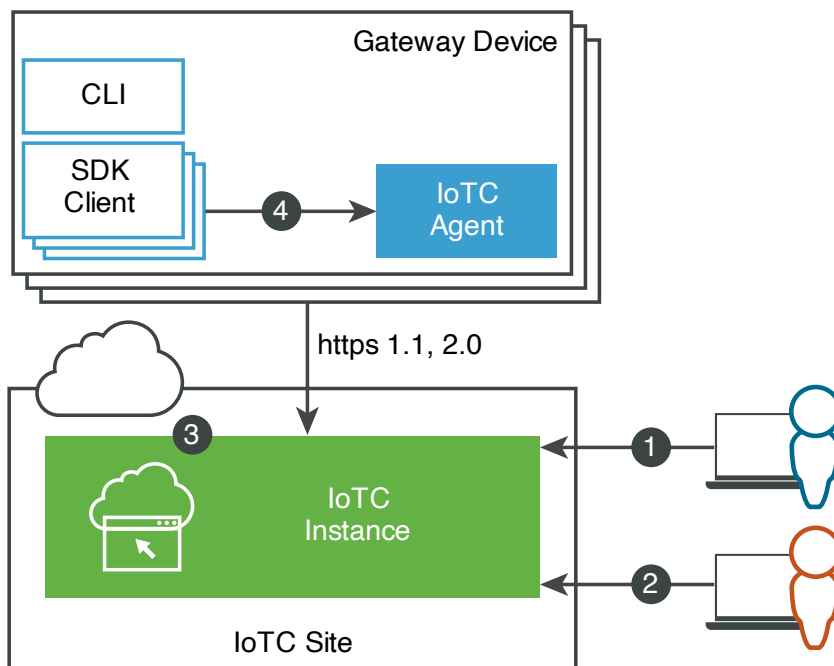 Gateway Device
CLI
SDK
Client
4
IoTC
Agent
https 1.1, 2.0
3
1
IoTC
Instance
2
IoTC Site